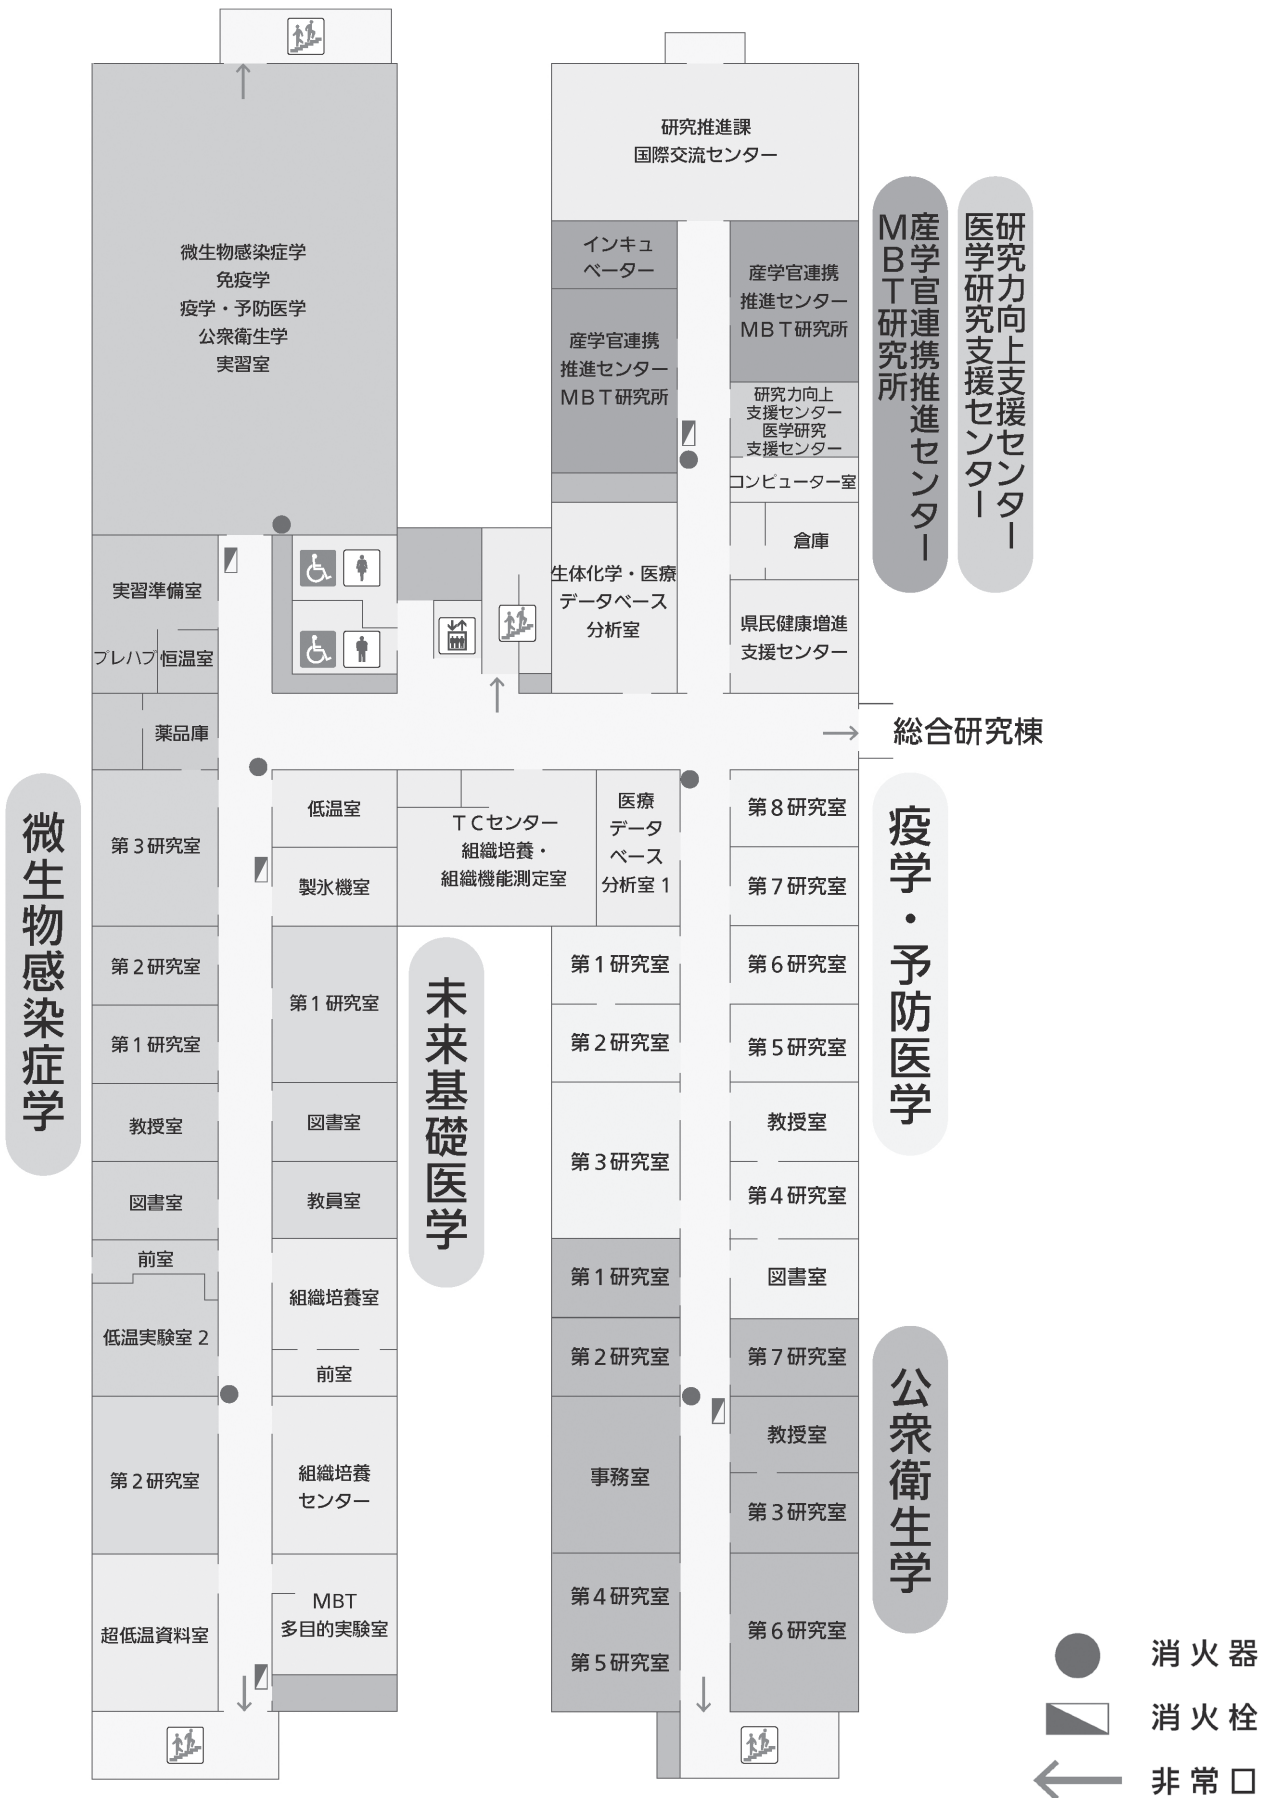 研究推進課
国際交流センター
微生物感染症学
免疫学
疫学・予防医学
公衆衛生学
実習室
インキュ
ベーター
産学官連携
推進センター
MBT研究所
産学官連携
推進センター
MBT研究所
研究力向上
支援センター
医学研究
支援センター
コンピューター室
倉庫
生体化学・医療
データベース
分析室
県民健康増進
支援センター
産学官連携推進センター
MBT研究所
研究力向上支援センター
医学研究支援センター
実習準備室
プレハブ
恒温室
薬品庫
総合研究棟
微生物感染症学
第3研究室
第2研究室
第1研究室
教授室
図書室
前室
低温実験室2
第2研究室
超低温資料室
低温室
製氷機室
第1研究室
図書室
教員室
組織培養室
前室
組織培養
センター
MBT
多目的実験室
未来基礎医学
TCセンター
組織培養・
組織機能測定室
医療
データ
ベース
分析室1
第1研究室
第2研究室
第3研究室
第1研究室
第2研究室
事務室
第4研究室
第5研究室
第8研究室
第7研究室
第6研究室
第5研究室
教授室
第4研究室
図書室
第7研究室
教授室
第3研究室
第6研究室
疫学・予防医学
公衆衛生学
消火器
消火栓
非常口